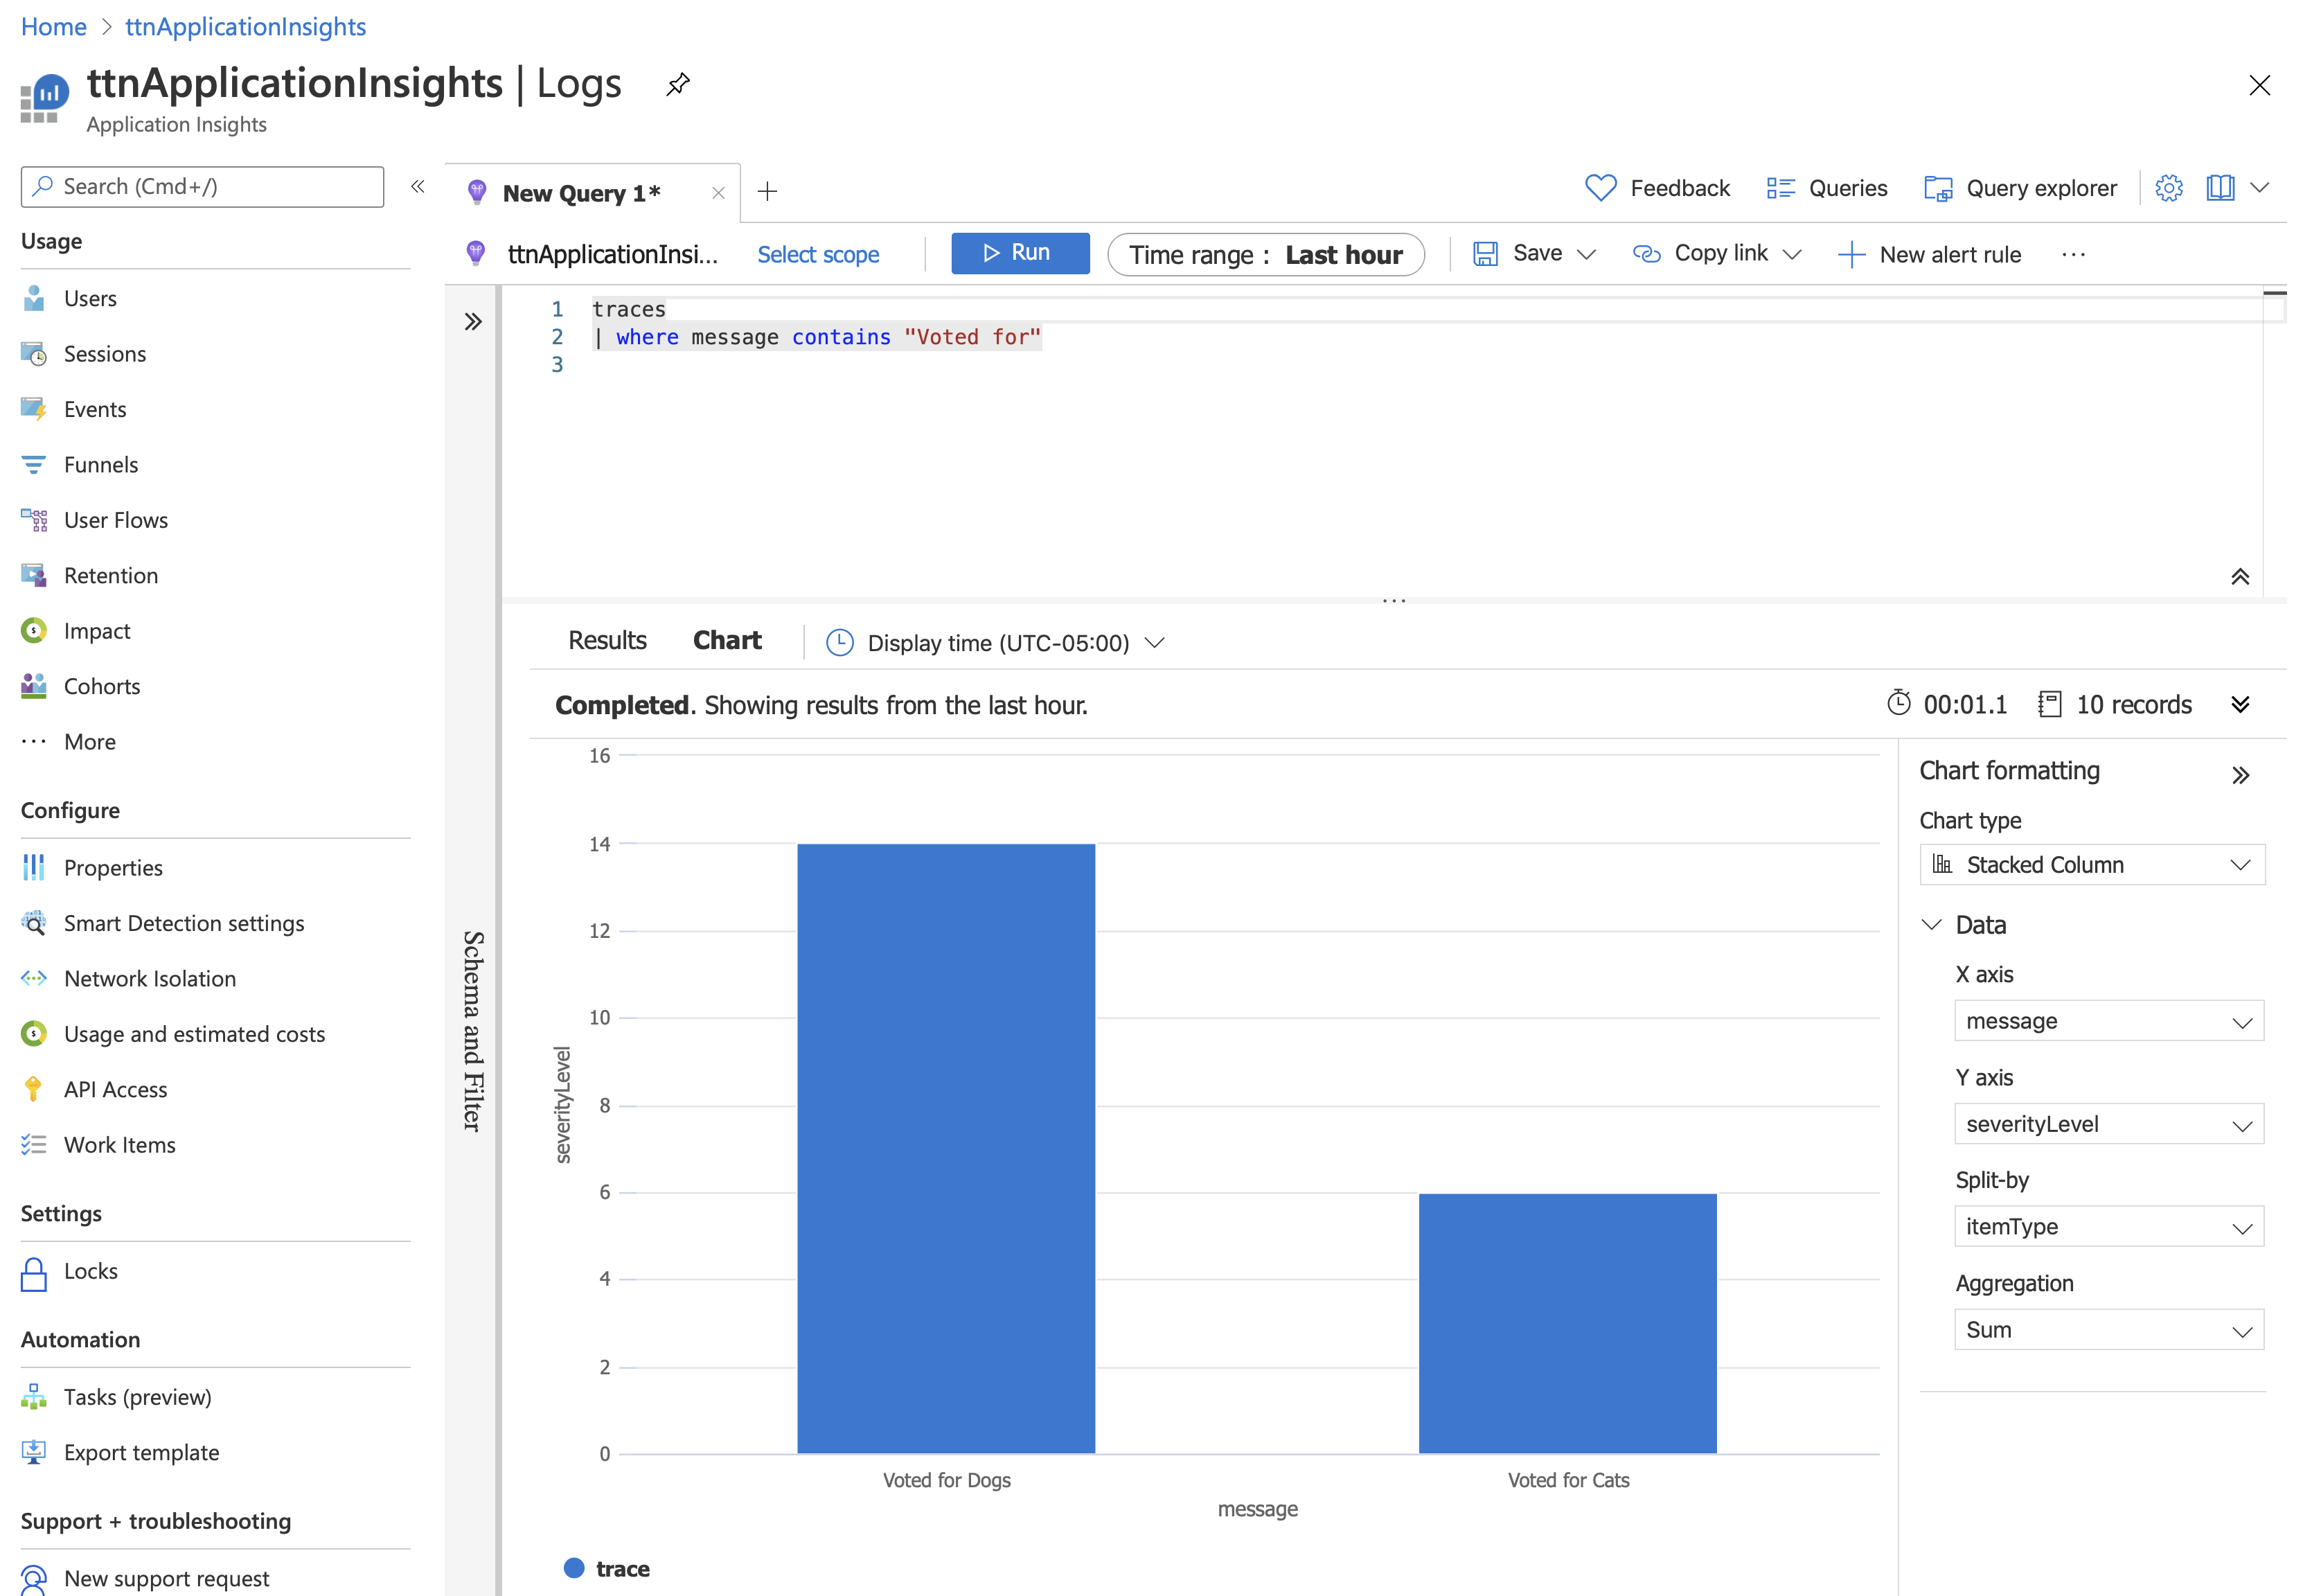 Home > ttnApplicationInsights
ttnApplicationInsights | Logs
Application Insights
Search (Cmd+/)
Usage
Users
Sessions
Events
Funnels
User Flows
Retention
Impact
Cohorts
More
Configure
Properties
Smart Detection settings
Network Isolation
Usage and estimated costs
API Access
Work Items
Settings
Locks
Automation
Tasks (preview)
Export template
Support + troubleshooting
New support request
New Query 1*
Feedback
Queries
Query explorer
ttnApplicationInsi...
Select scope
Run
Time range : Last hour
Save
Copy link
New alert rule
Schema and Filter
1 traces
2 | where message contains "Voted for"
3
Results
Chart
Display time (UTC-05:00)
Completed. Showing results from the last hour.
00:01.1
10 records
16
14
12
10
8
6
4
2
0
severityLevel
Voted for Dogs
Voted for Cats
message
trace
Chart formatting
Chart type
Stacked Column
Data
X axis
message
Y axis
severityLevel
Split-by
itemType
Aggregation
Sum